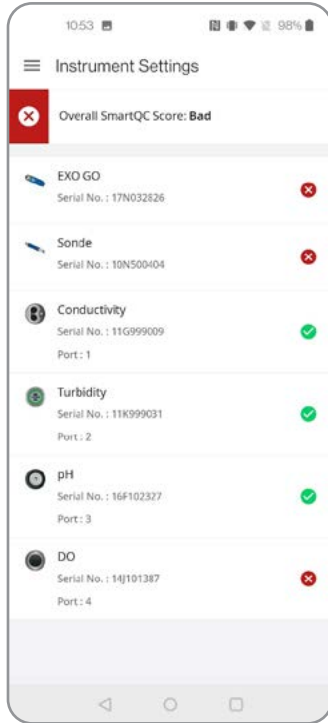 10:53
98%
Instrument Settings
Overall SmartQC Score: Bad
EXO GO
Serial No. : 17N032826
Sonde
Serial No. : 10N500404
Conductivity
Serial No. : 11G999009
Port : 1
Turbidity
Serial No. : 11K999031
Port : 2
pH
Serial No. : 16F102327
Port : 3
DO
Serial No. : 14J101387
Port : 4